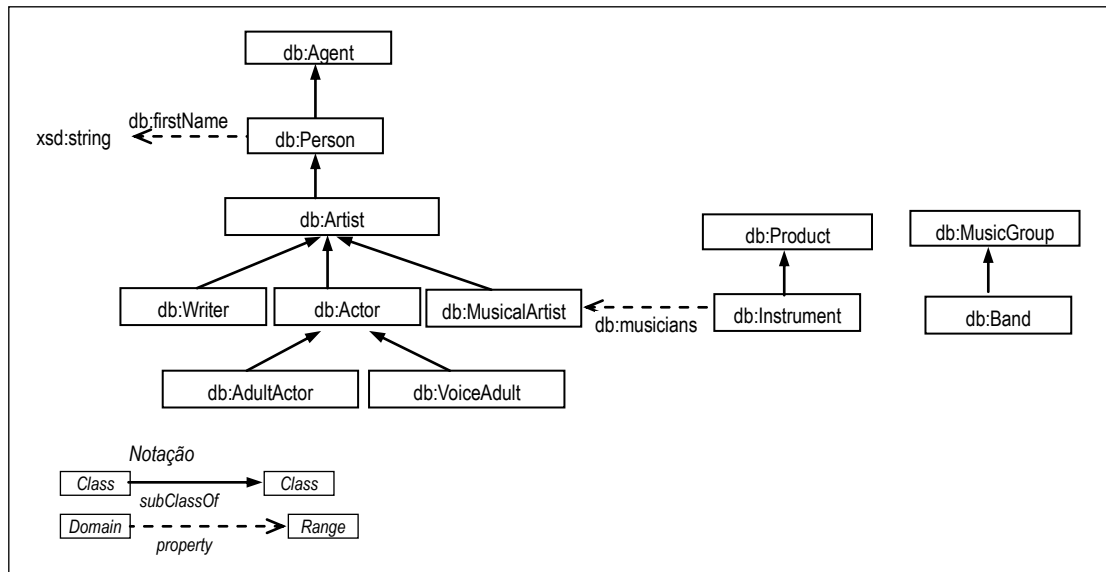 db:Agent
db:firstName
xsd:string
db:Person
db:Artist
db:Product
db:MusicGroup
db:Writer
db:Actor
db:MusicalArtist
db:musicians
db:Instrument
db:Band
db:AdultActor
db:VoiceAdult
Notação
Class
subClassOf
Class
Domain
property
Range